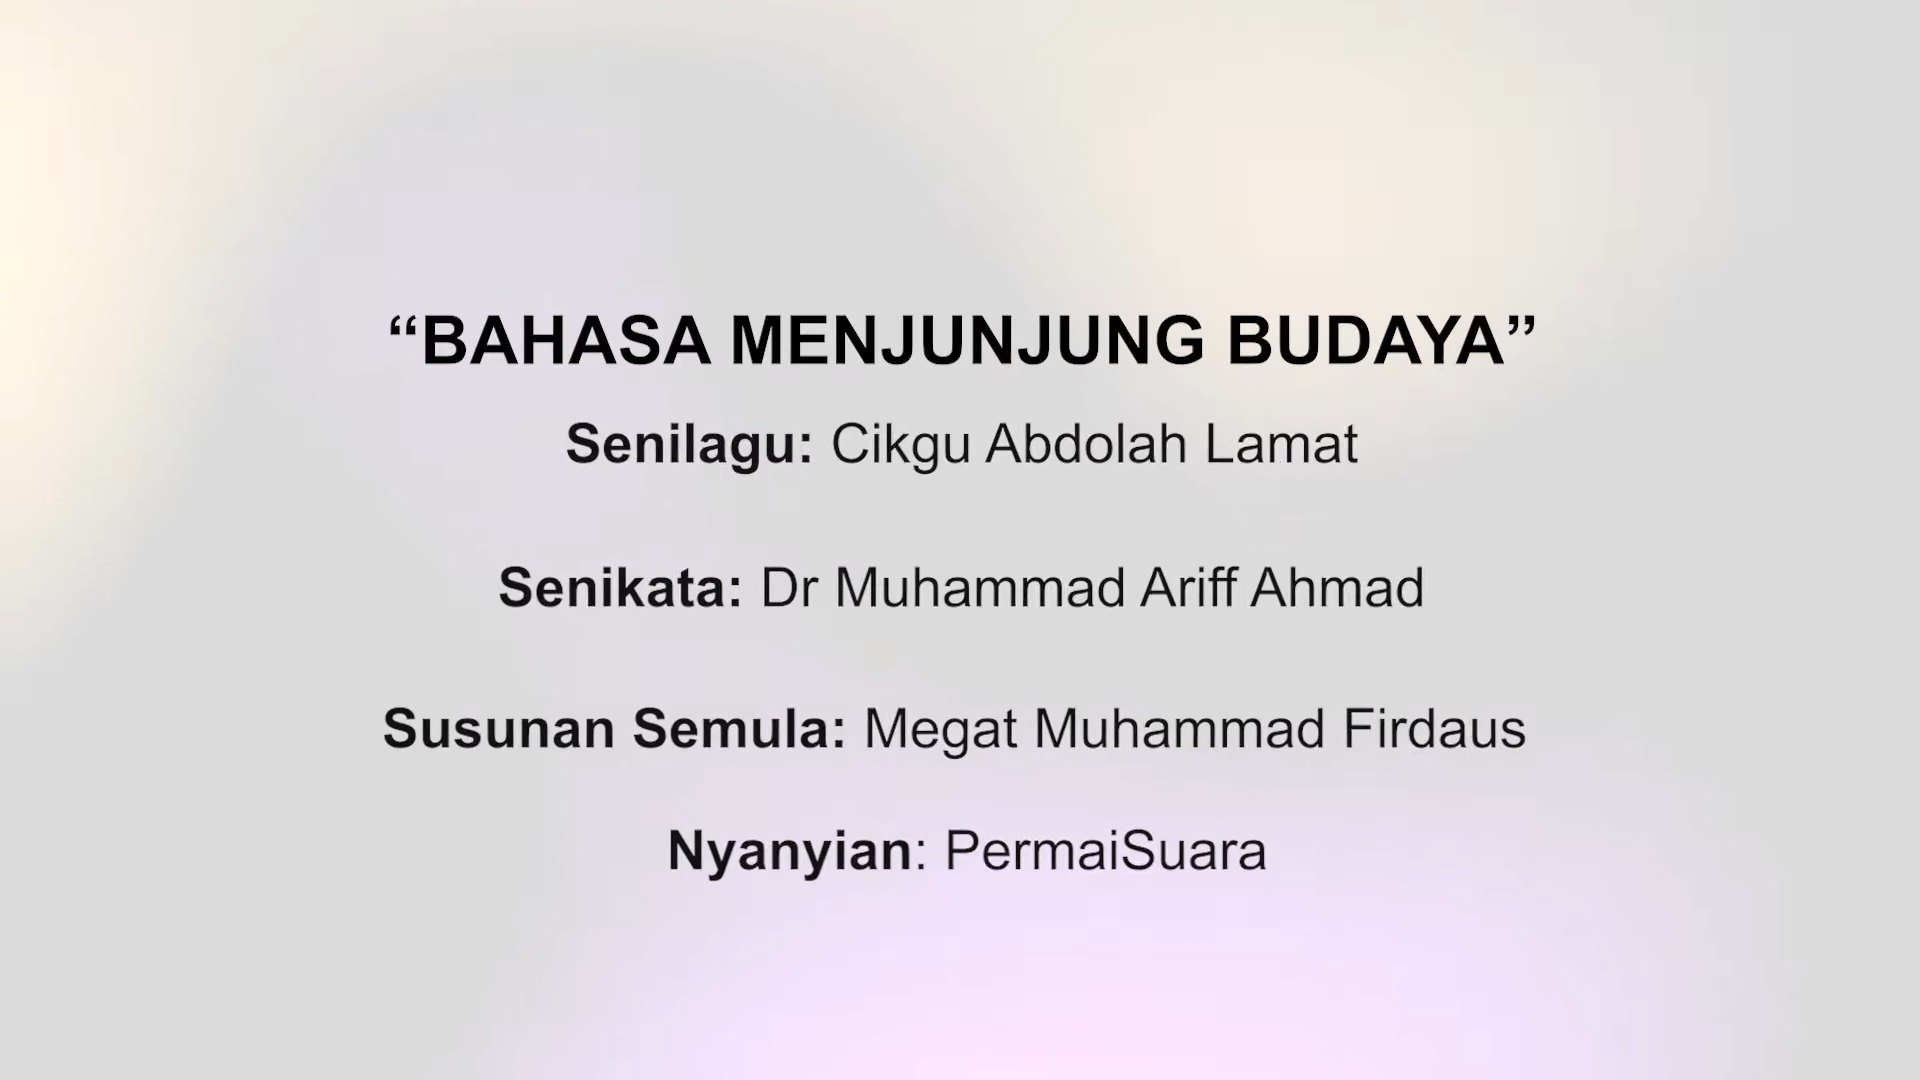 “BAHASA MENJUNJUNG BUDAYA”
Senilagu: Cikgu Abdolah Lamat
Senikata: Dr Muhammad Ariff Ahmad
Susunan Semula: Megat Muhammad Firdaus
Nyanyian: PermaiSuara